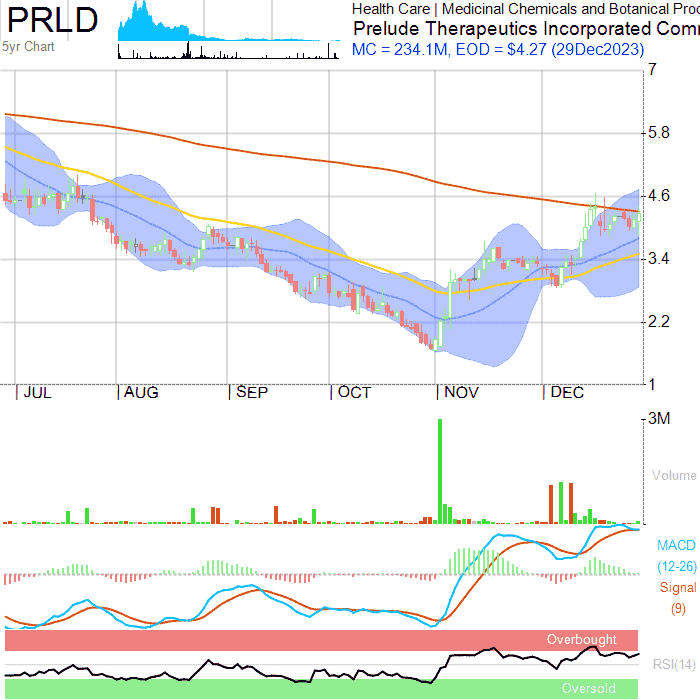 PRLD
5yr Chart
Health Care | Medicinal Chemicals and Botanical Prod
Prelude Therapeutics Incorporated Comm
MC = 234.1M, EOD = $4.27 (29Dec2023)
7
5.8
4.6
3.4
2.2
1
JUL AUG SEP OCT NOV DEC
3M
Volume
MACD
(12-26)
Signal
(9)
Overbought
RSI(14)
Oversold